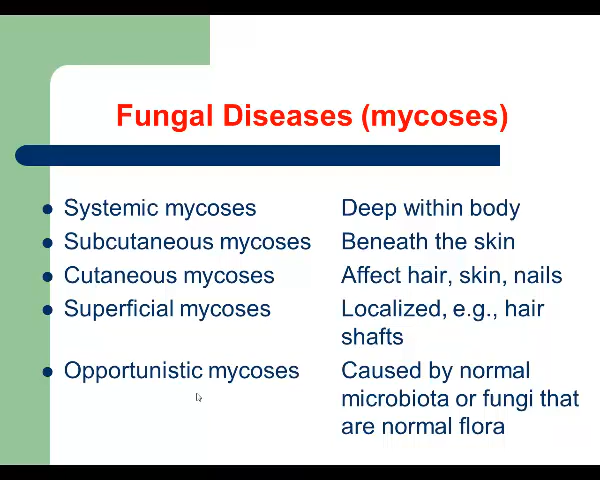 Fungal Diseases (mycoses)
Systemic mycoses Deep within body
Subcutaneous mycoses Beneath the skin
Cutaneous mycoses Affect hair, skin, nails
Superficial mycoses Localized, e.g., hair
shafts
Opportunistic mycoses Caused by normal
microbiota or fungi that
are normal flora